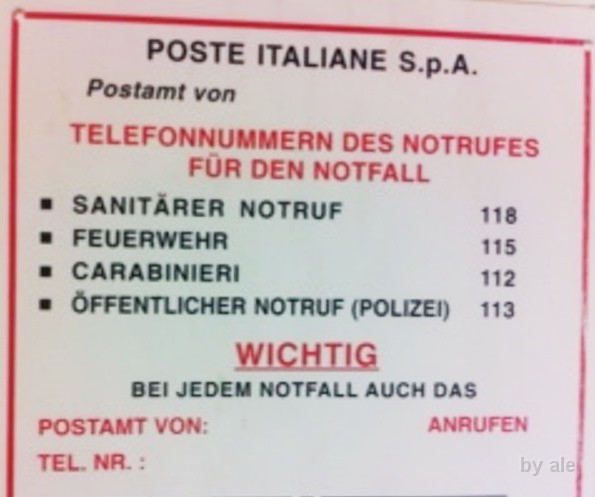 POSTE ITALIANE S.p.A.
Postamt von
TELEFONNUMMERN DES NOTRUFES
FÜR DEN NOTFALL
■ SANITÄRER NOTRUF 118
■ FEUERWEHR 115
■ CARABINIERI 112
■ ÖFFENTLICHER NOTRUF (POLIZEI) 113
WICHTIG
BEI JEDEM NOTFALL AUCH DAS
POSTAMT VON: ANRUFEN
TEL. NR. :
by ale